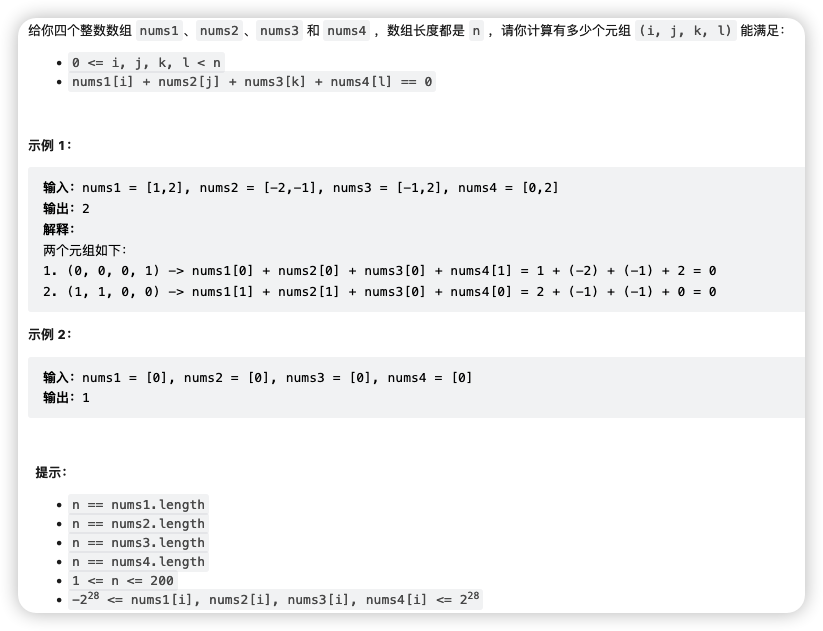 给你四个整数数组 nums1 、nums2 、nums3 和 nums4 ，数组长度都是 n ，请你计算有多少个元组 (i, j, k, l) 能满足：
• 0 <= i, j, k, l < n
• nums1[i] + nums2[j] + nums3[k] + nums4[l] == 0
示例 1：
输入：nums1 = [1,2], nums2 = [-2,-1], nums3 = [-1,2], nums4 = [0,2]
输出：2
解释：
两个元组如下：
1. (0, 0, 0, 1) -> nums1[0] + nums2[0] + nums3[0] + nums4[1] = 1 + (-2) + (-1) + 2 = 0
2. (1, 1, 0, 0) -> nums1[1] + nums2[1] + nums3[0] + nums4[0] = 2 + (-1) + (-1) + 0 = 0
示例 2：
输入：nums1 = [0], nums2 = [0], nums3 = [0], nums4 = [0]
输出：1
提示：
• n == nums1.length
• n == nums2.length
• n == nums3.length
• n == nums4.length
• 1 <= n <= 200
• -2²⁸ <= nums1[i], nums2[i], nums3[i], nums4[i] <= 2²⁸